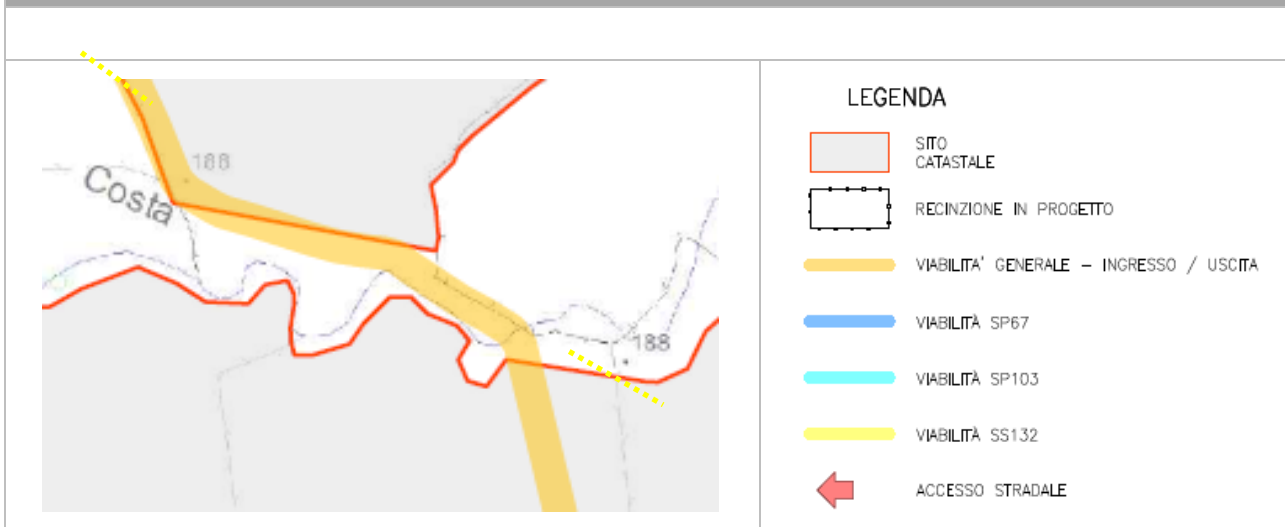 188
Costa
188
LEGENDA
SITO
CATASTALE
RECINZIONE IN PROGETTO
VIABILITA' GENERALE – INGRESSO / USCITA
VIABILITÀ SP67
VIABILITÀ SP103
VIABILITÀ SS132
ACCESSO STRADALE